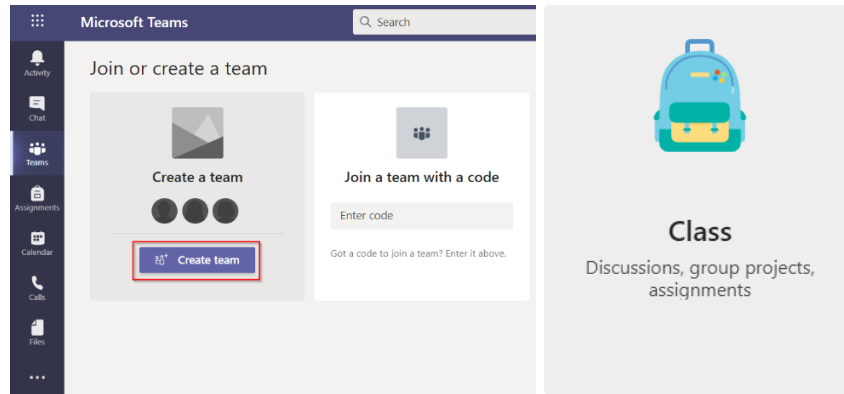 Microsoft Teams
Search
Activity
Chat
Teams
Assignments
Calendar
Calls
Files
Join or create a team
Create a team
Create team
Join a team with a code
Enter code
Got a code to join a team? Enter it above.
Class
Discussions, group projects,
assignments